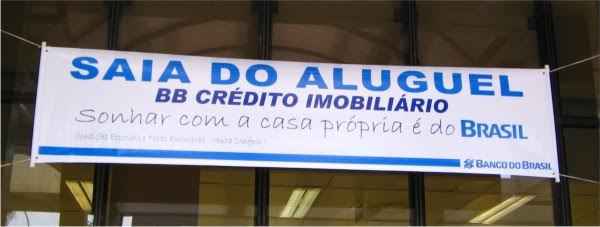 SAIA DO ALUGUEL
BB CRÉDITO IMOBILIÁRIO
Sonhar com a casa própria é do BRASIL
Condições Especiais e Taxas Exclusivas. Venha Conferir!
BANCO DO BRASIL